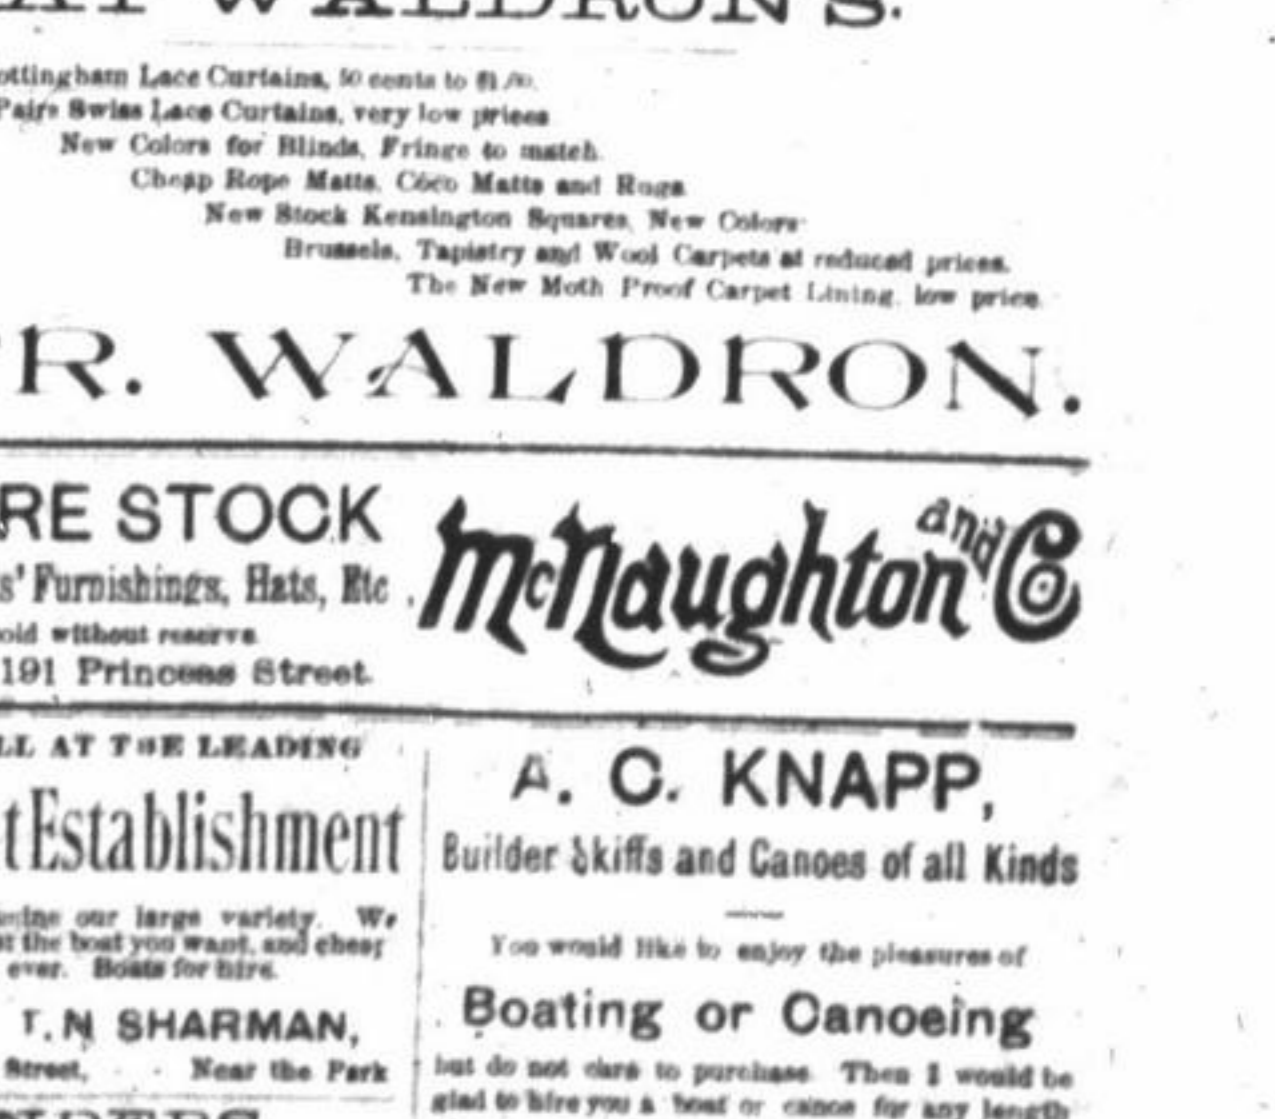 AT WALDRON'S.
ottingham Lace Curtains, 50 cents to $1.00.
Pairs Swiss Lace Curtains, very low prices
New Colors for Blinds, Fringe to match.
Cheap Rope Matts, Coco Matts and Rugs
New Stock Kensington Squares, New Colors
Brussels, Tapistry and Wool Carpets at reduced prices.
The New Moth Proof Carpet Lining, low price.
R. WALDRON.
RE STOCK
s' Furnishings, Hats, Etc.,
old without reserve
191 Princess Street.
McNaughton and Co
LL AT THE LEADING
t Establishment
our large variety. We
the boat you want, and cheap
ever. Boats for hire.
T. N SHARMAN,
Street, - - Near the Park
A. C. KNAPP,
Builder Skiffs and Canoes of all Kinds
You would like to enjoy the pleasures of
Boating or Canoeing
but do not care to purchase. Then I would be
glad to hire you a boat or canoe for any length